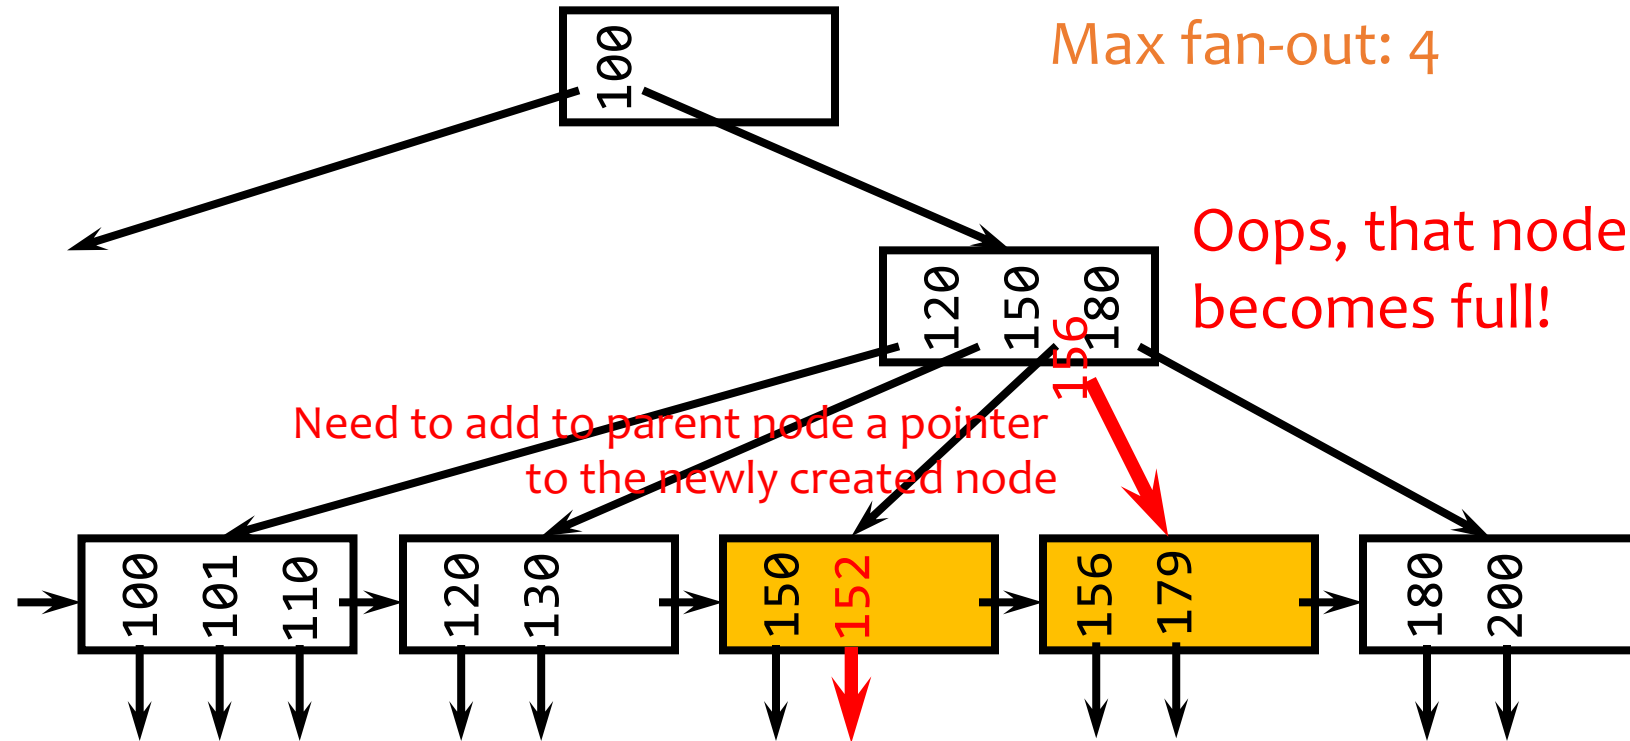 Max fan-out: 4
100
Oops, that node
becomes full!
120 150 156 180
Need to add to parent node a pointer
to the newly created node
100 101 110 120 130 150 152 156 179 180 200